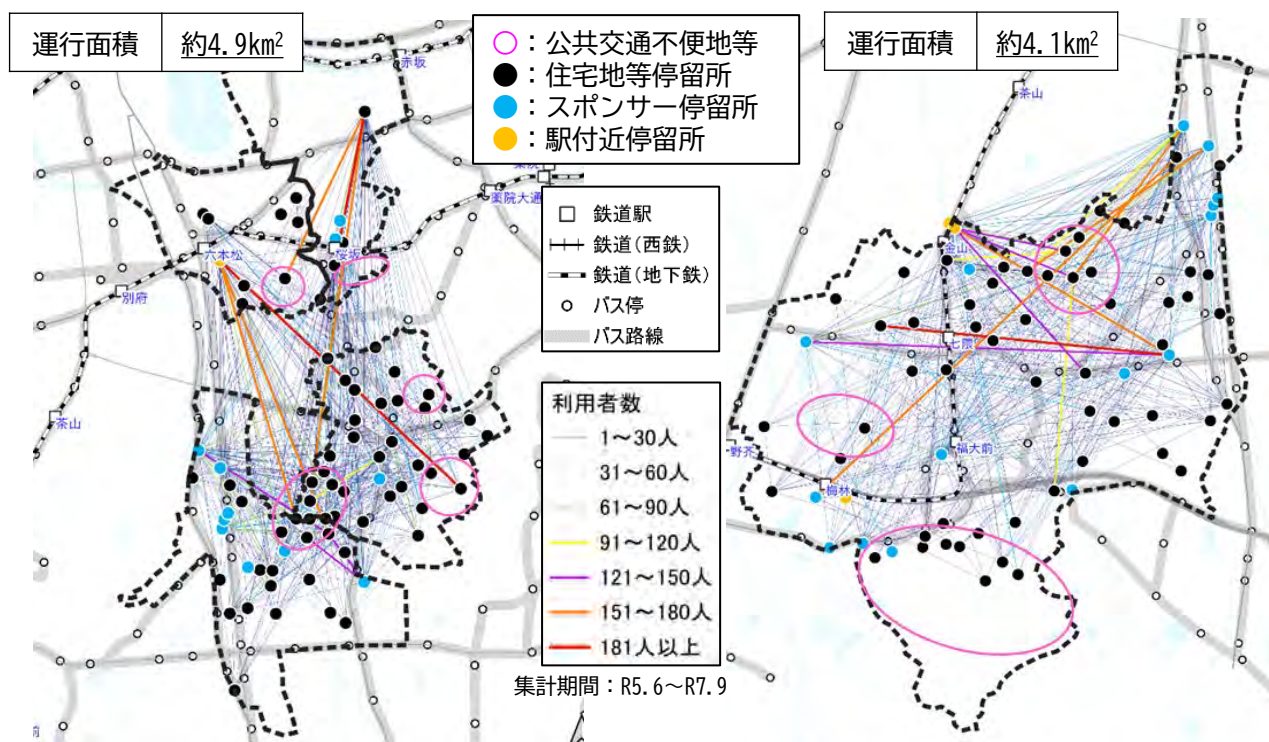 運行面積 約4.9km²
○：公共交通不便地等
●：住宅地等停留所
●：スポンサー停留所
●：駅付近停留所
運行面積 約4.1km²
鉄道駅
鉄道(西鉄)
鉄道(地下鉄)
バス停
バス路線
利用者数
1～30人
31～60人
61～90人
91～120人
121～150人
151～180人
181人以上
集計期間：R5.6～R7.9
赤坂
薬院大通
六本松
桜坂
別府
茶山
茶山
金山
七隈
福大前
野芥
梅林